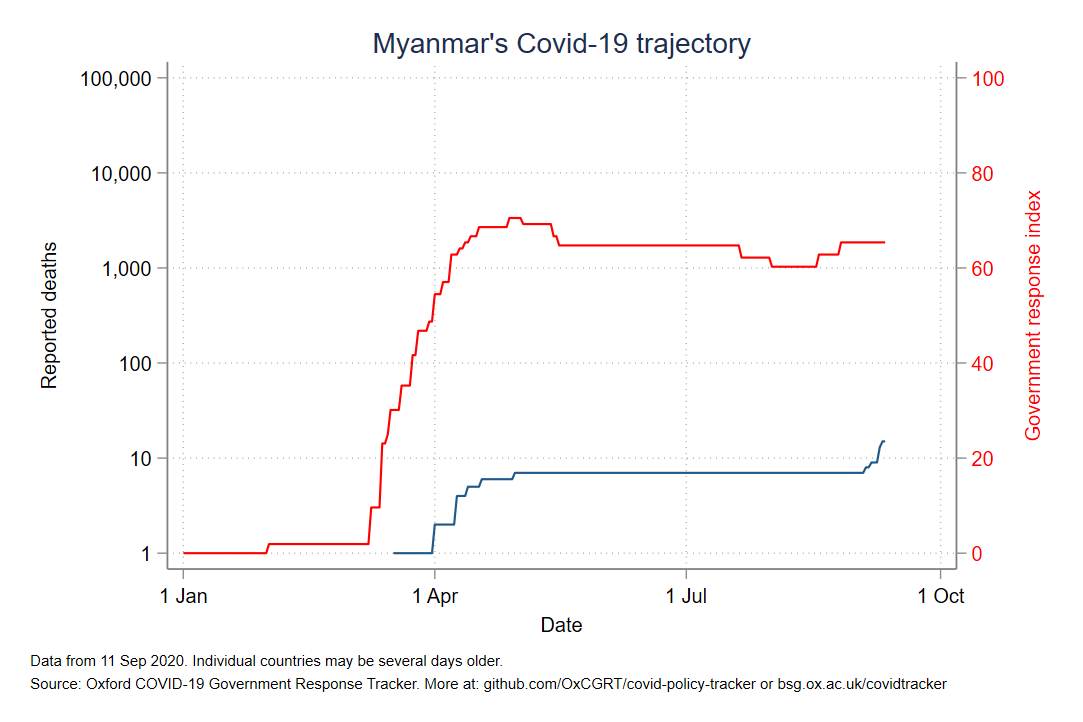 Myanmar's Covid-19 trajectory
100,000
10,000
1,000
100
10
1
Reported deaths
100
80
60
40
20
0
Government response index
1 Jan
1 Apr
1 Jul
1 Oct
Date
Data from 11 Sep 2020. Individual countries may be several days older.
Source: Oxford COVID-19 Government Response Tracker. More at: github.com/OxCGRT/covid-policy-tracker or bsg.ox.ac.uk/covidtracker